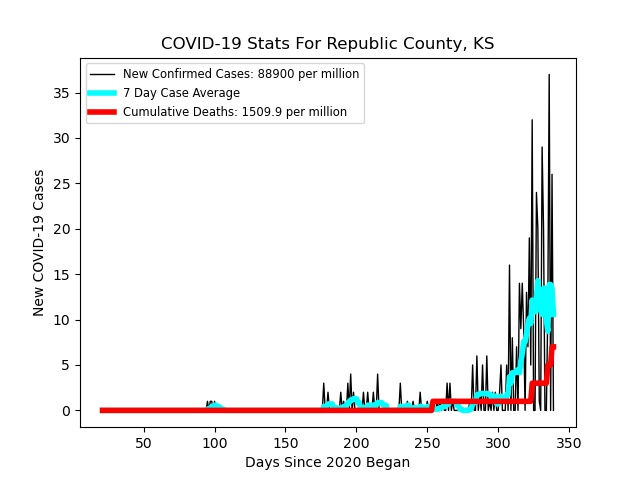 COVID-19 Stats For Republic County, KS
New Confirmed Cases: 88900 per million
7 Day Case Average
Cumulative Deaths: 1509.9 per million
New COVID-19 Cases
35
30
25
20
15
10
5
0
50 100 150 200 250 300 350
Days Since 2020 Began